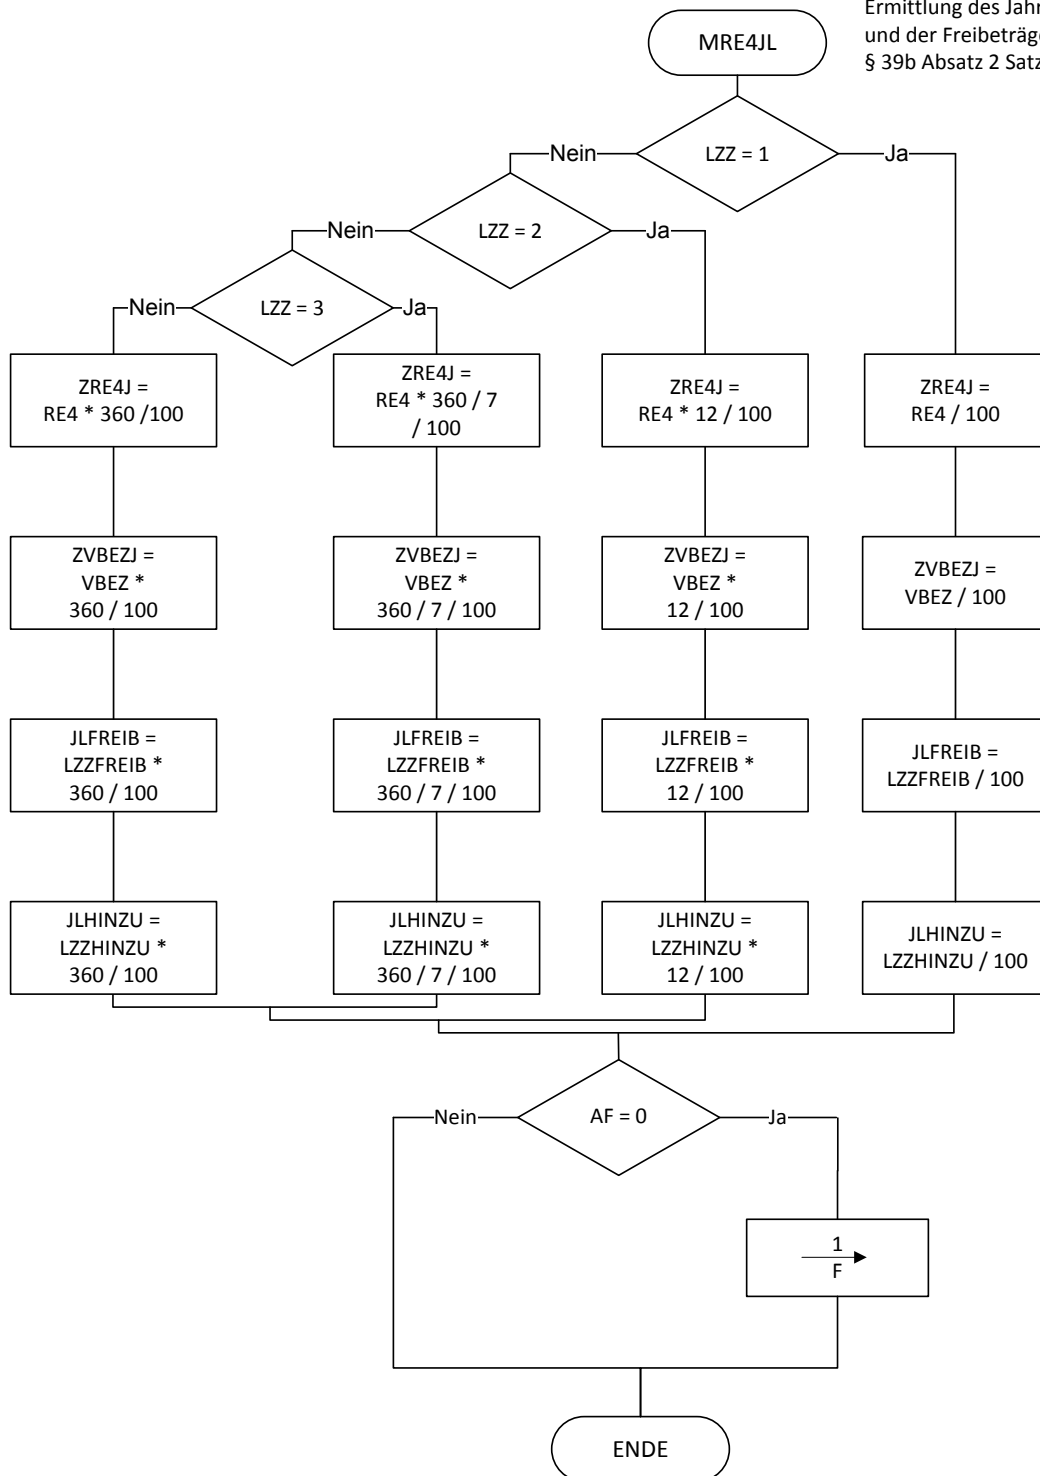 Ermittlung des Jahr
und der Freibeträge
§ 39b Absatz 2 Satz
MRE4JL
LZZ = 1
Nein
Ja
LZZ = 2
Nein
Ja
LZZ = 3
Nein
Ja
ZRE4J =
RE4 * 360 /100
ZRE4J =
RE4 * 360 / 7
/ 100
ZRE4J =
RE4 * 12 / 100
ZRE4J =
RE4 / 100
ZVBEZJ =
VBEZ *
360 / 100
ZVBEZJ =
VBEZ *
360 / 7 / 100
ZVBEZJ =
VBEZ *
12 / 100
ZVBEZJ =
VBEZ / 100
JLFREIB =
LZZFREIB *
360 / 100
JLFREIB =
LZZFREIB *
360 / 7 / 100
JLFREIB =
LZZFREIB *
12 / 100
JLFREIB =
LZZFREIB / 100
JLHINZU =
LZZHINZU *
360 / 100
JLHINZU =
LZZHINZU *
360 / 7 / 100
JLHINZU =
LZZHINZU *
12 / 100
JLHINZU =
LZZHINZU / 100
AF = 0
Nein
Ja
1
F
ENDE